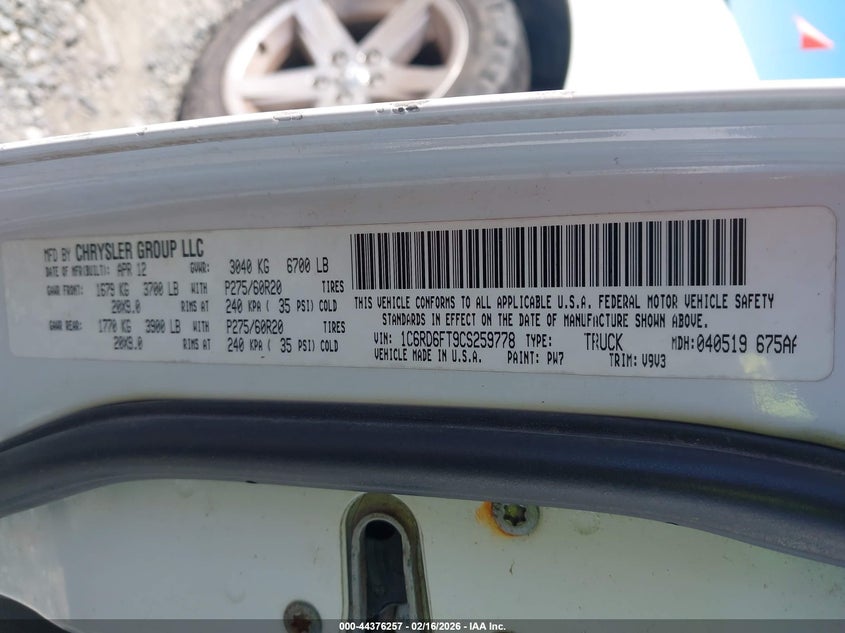 MFD BY CHRYSLER GROUP LLC
DATE OF MFR(BUILT): APR 12 GVWR: 3040 KG 6700 LB
GAWR FRONT: 1679 KG 3700 LB WITH P275/60R20 TIRES
20X9.0 RIMS AT 240 KPA ( 35 PSI) COLD
GAWR REAR: 1770 KG 3900 LB WITH P275/60R20 TIRES
20X9.0 RIMS AT 240 KPA ( 35 PSI) COLD
THIS VEHICLE CONFORMS TO ALL APPLICABLE U.S.A. FEDERAL MOTOR VEHICLE SAFETY
STANDARDS IN EFFECT ON THE DATE OF MANUFACTURE SHOWN ABOVE.
VIN: 1C6RD6FT9CS259778 TYPE: TRUCK MDH: 040519 675AA
VEHICLE MADE IN U.S.A. PAINT: PW7 TRIM: V9V3
000-44376257 - 02/16/2026 - IAA Inc.